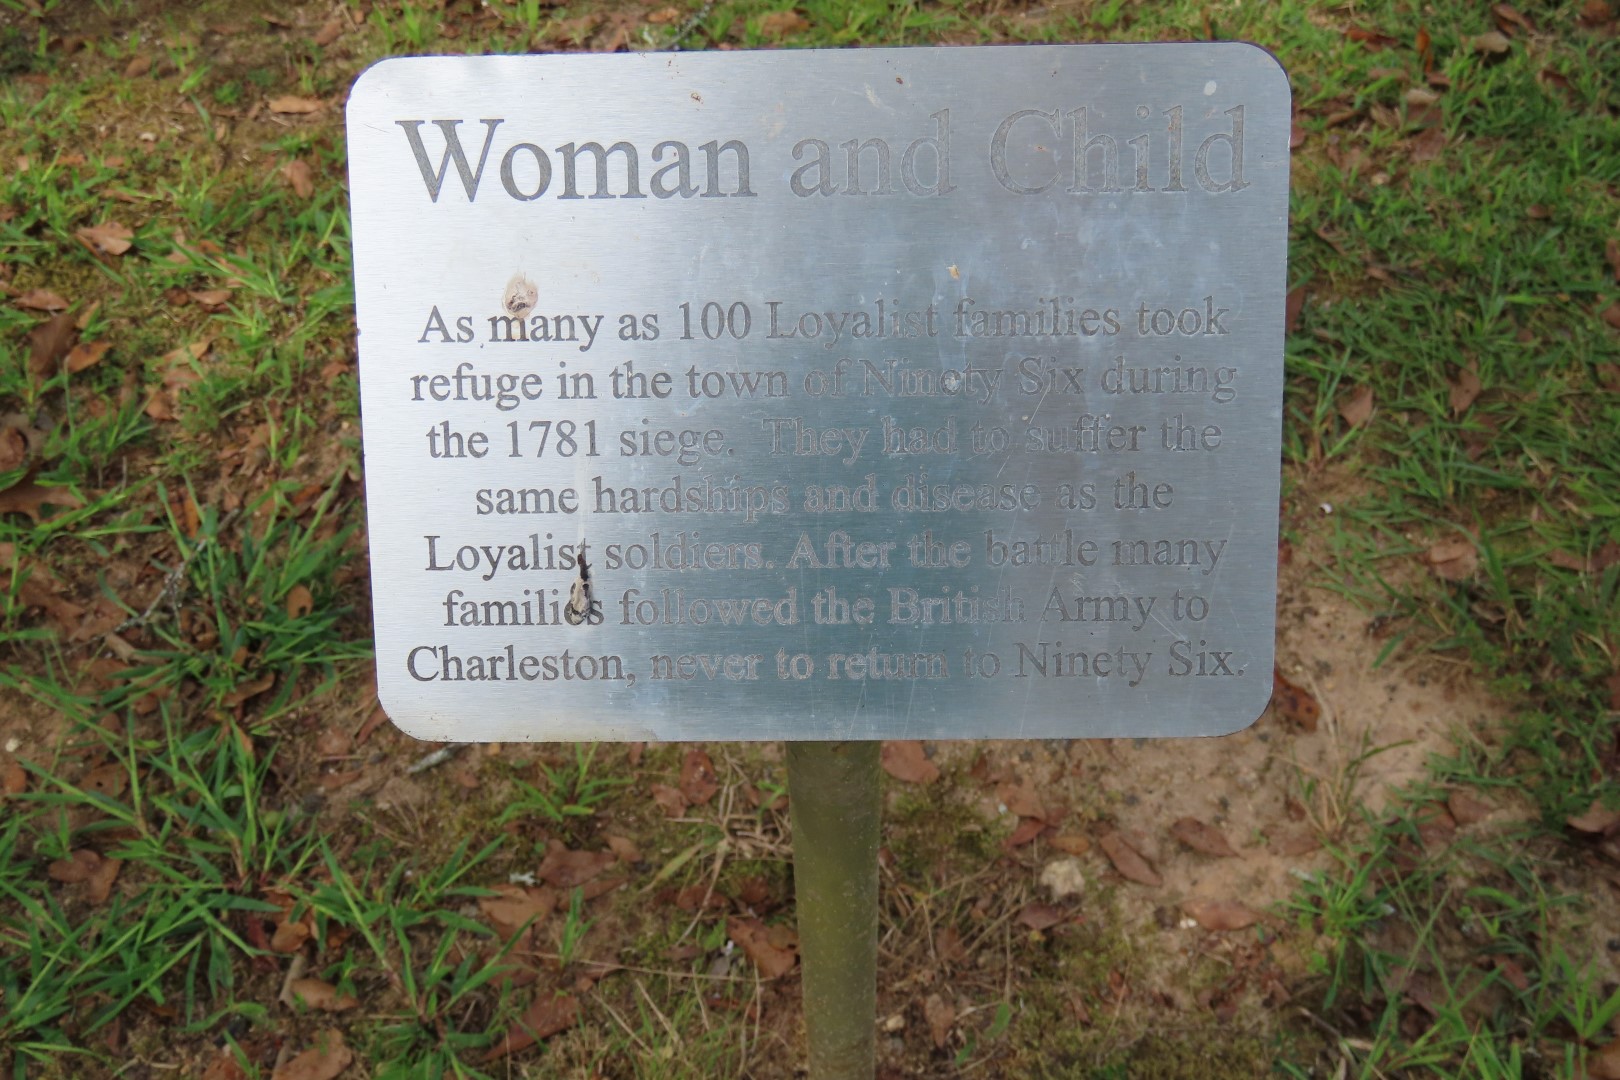 Woman and Child
As many as 100 Loyalist families took
refuge in the town of Ninety Six during
the 1781 siege. They had to suffer the
same hardships and disease as the
Loyalist soldiers. After the battle many
families followed the British Army to
Charleston, never to return to Ninety Six.